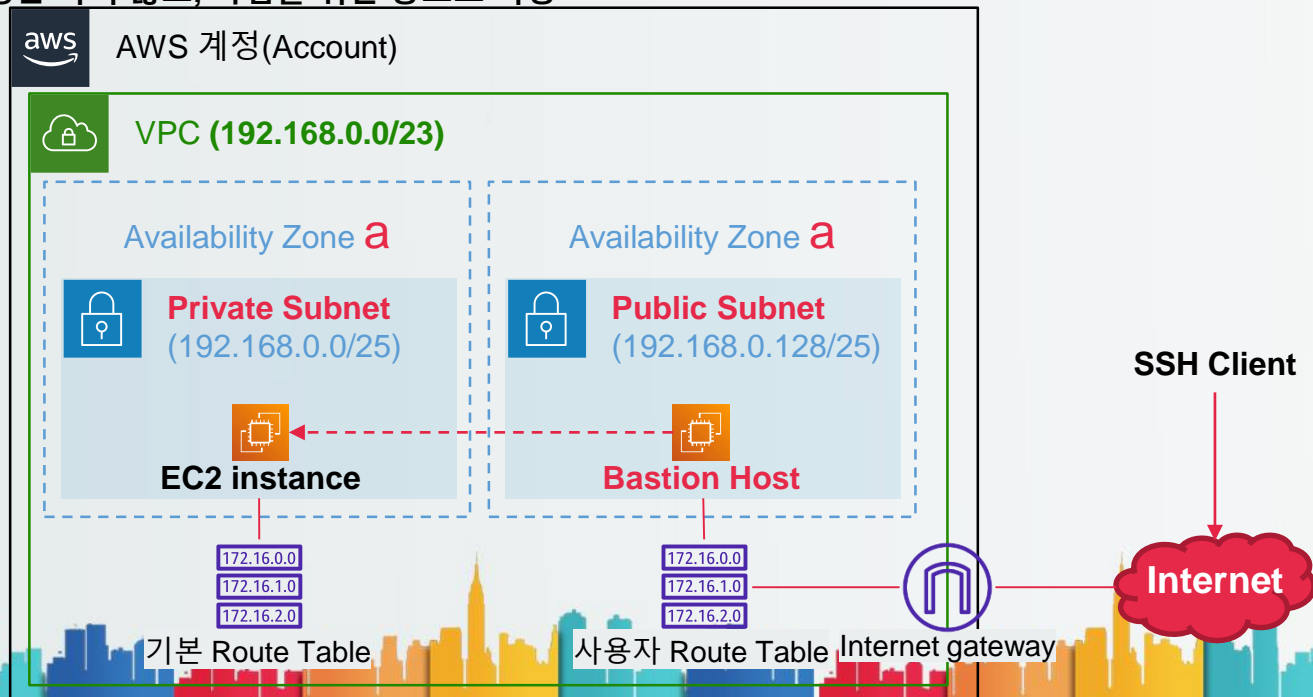 aws
AWS 계정(Account)
VPC (192.168.0.0/23)
Availability Zone a
Availability Zone a
Private Subnet
(192.168.0.0/25)
Public Subnet
(192.168.0.128/25)
SSH Client
EC2 instance
Bastion Host
172.16.0.0
172.16.1.0
172.16.2.0
172.16.0.0
172.16.1.0
172.16.2.0
Internet
기본 Route Table
사용자 Route Table
Internet gateway